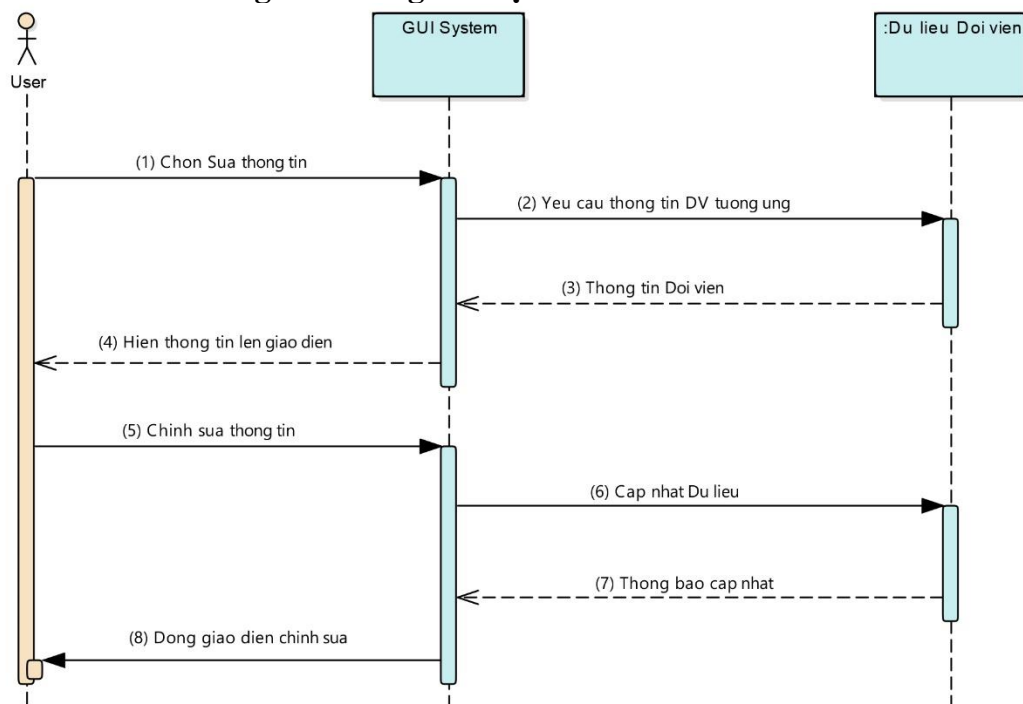 GUI System
:Du lieu Doi vien
User
(1) Chon Sua thong tin
(2) Yeu cau thong tin DV tuong ung
(3) Thong tin Doi vien
(4) Hien thong tin len giao dien
(5) Chinh sua thong tin
(6) Cap nhat Du lieu
(7) Thong bao cap nhat
(8) Dong giao dien chinh sua